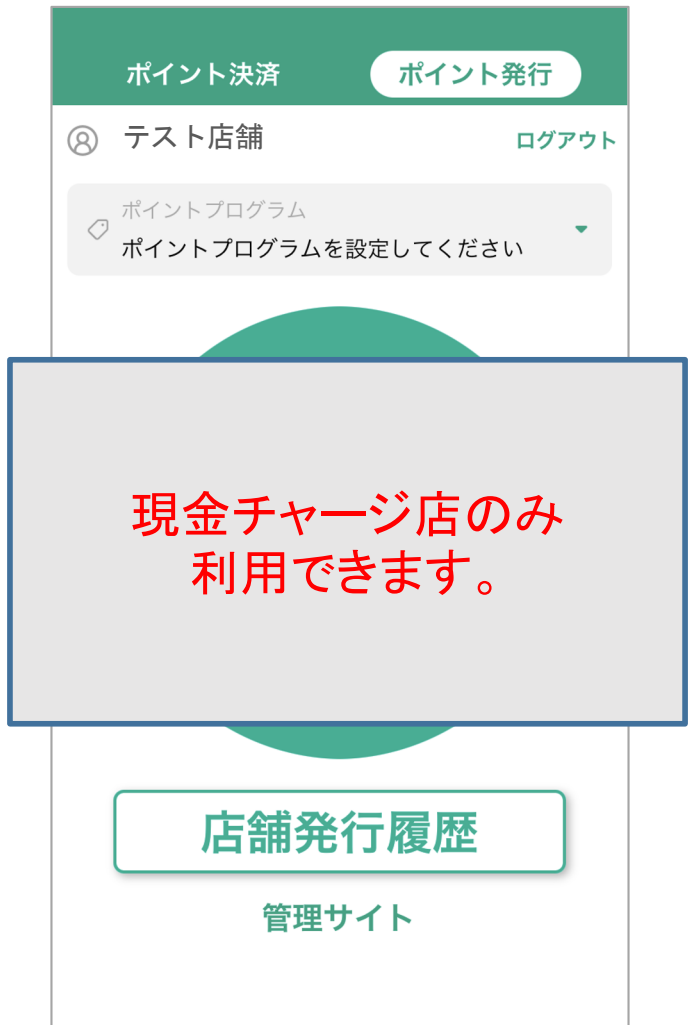 ポイント決済
ポイント発行
テスト店舗
ログアウト
ポイントプログラム
ポイントプログラムを設定してください
現金チャージ店のみ
利用できます。
店舗発行履歴
管理サイト